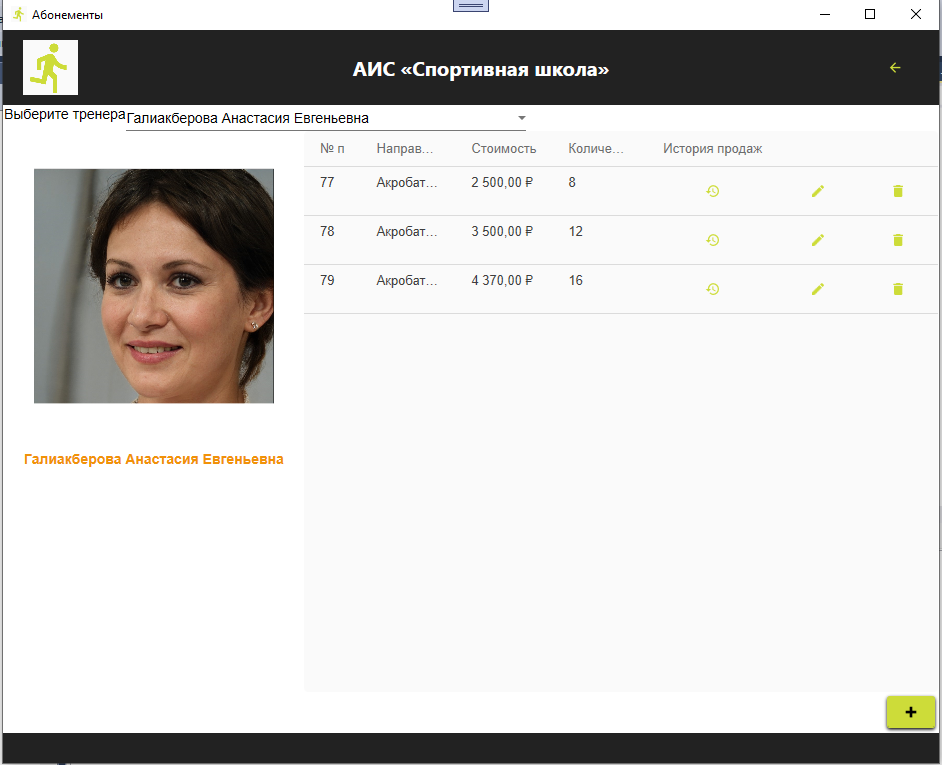 Абонементы
АИС «Спортивная школа»
Выберите тренера Галиакберова Анастасия Евгеньевна
№ п Направ... Стоимость Количе... История продаж
77 Акробат... 2 500,00 ₽ 8
78 Акробат... 3 500,00 ₽ 12
79 Акробат... 4 370,00 ₽ 16
Галиакберова Анастасия Евгеньевна
+